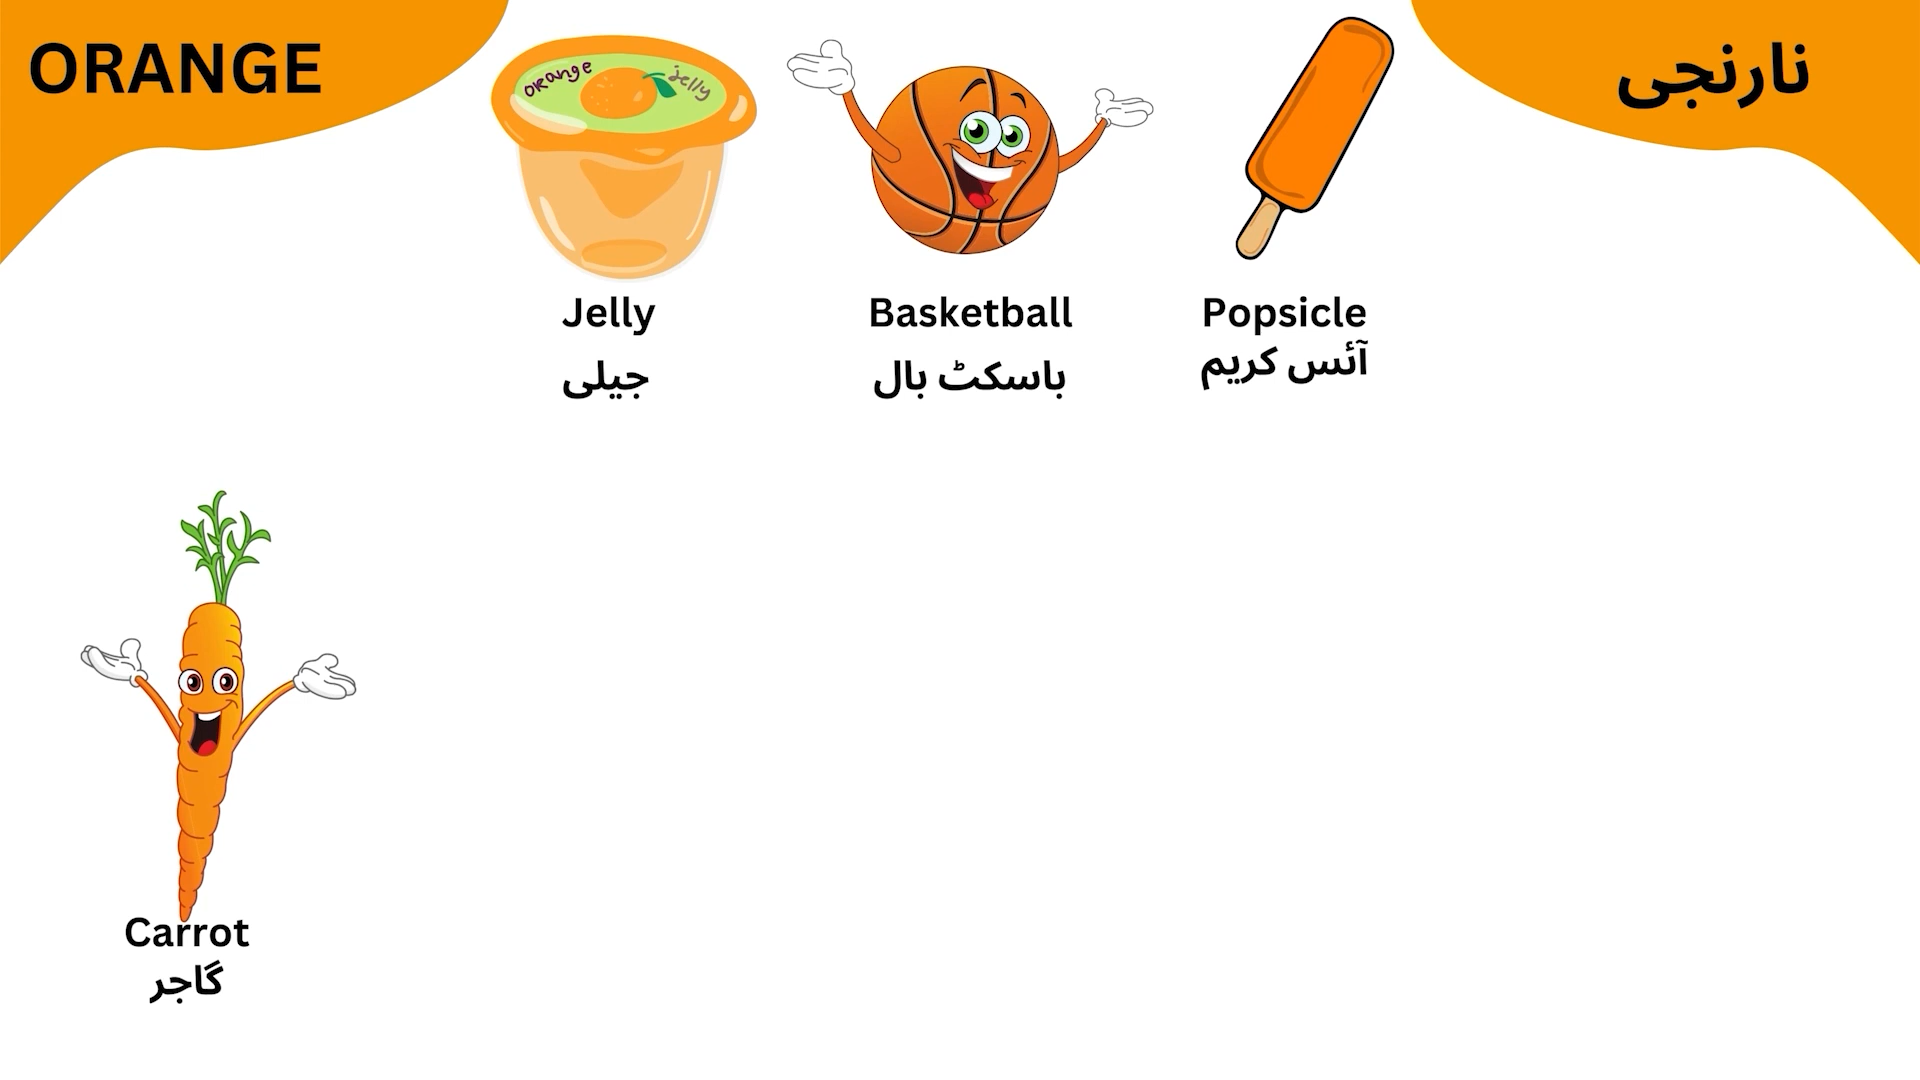 ORANGE
نارنجی
orange jelly
Jelly
جیلی
Basketball
باسکٹ بال
Popsicle
آئس کریم
Carrot
گاجر